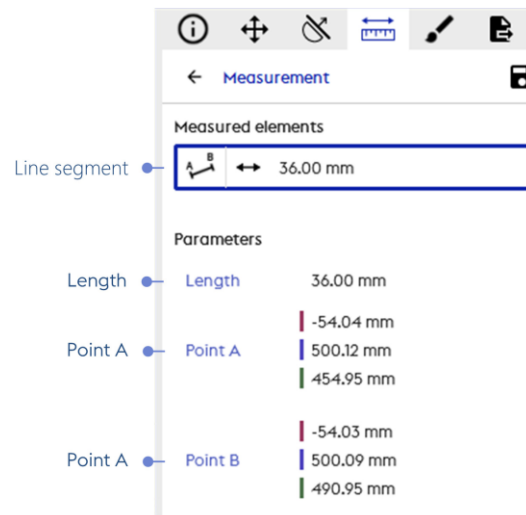 Measurement
Measured elements
Line segment A B 36.00 mm
Parameters
Length Length 36.00 mm
-54.04 mm
Point A Point A 500.12 mm
454.95 mm
-54.03 mm
Point A Point B 500.09 mm
490.95 mm